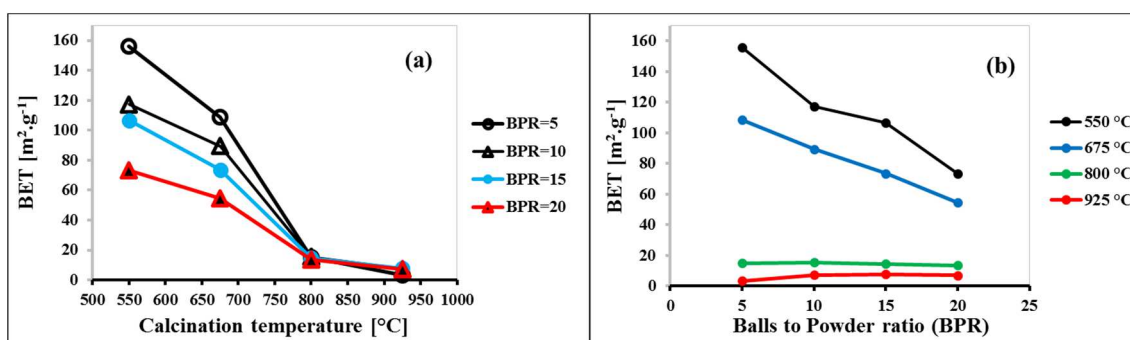 (a)
BET [m².g⁻¹]
160
140
120
100
80
60
40
20
0
500 550 600 650 700 750 800 850 900 950 1000
Calcination temperature [°C]
BPR=5
BPR=10
BPR=15
BPR=20
(b)
BET [m².g⁻¹]
160
140
120
100
80
60
40
20
0
0 5 10 15 20 25
Balls to Powder ratio (BPR)
550 °C
675 °C
800 °C
925 °C